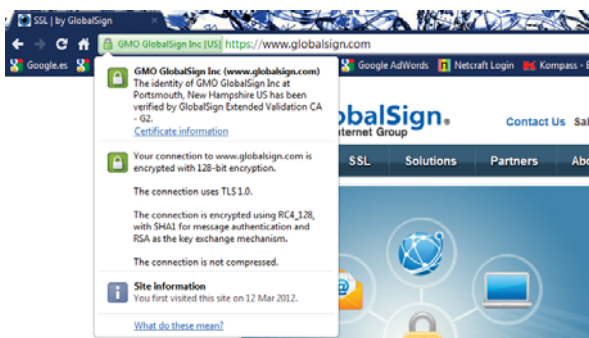 SSL | by GlobalSign
GMO GlobalSign Inc [US] https://www.globalsign.com
Google.es
Google AdWords
Netcraft Login
Kompass - E
GMO GlobalSign Inc (www.globalsign.com)
The identity of GMO GlobalSign Inc at
Portsmouth, New Hampshire US has been
verified by GlobalSign Extended Validation CA
- G2.
Certificate information
Your connection to www.globalsign.com is
encrypted with 128-bit encryption.
The connection uses TLS 1.0.
The connection is encrypted using RC4_128,
with SHA1 for message authentication and
RSA as the key exchange mechanism.
The connection is not compressed.
Site information
You first visited this site on 12 Mar 2012.
What do these mean?
obalSign®
nternet Group
Contact Us Sal
SSL Solutions Partners Abo